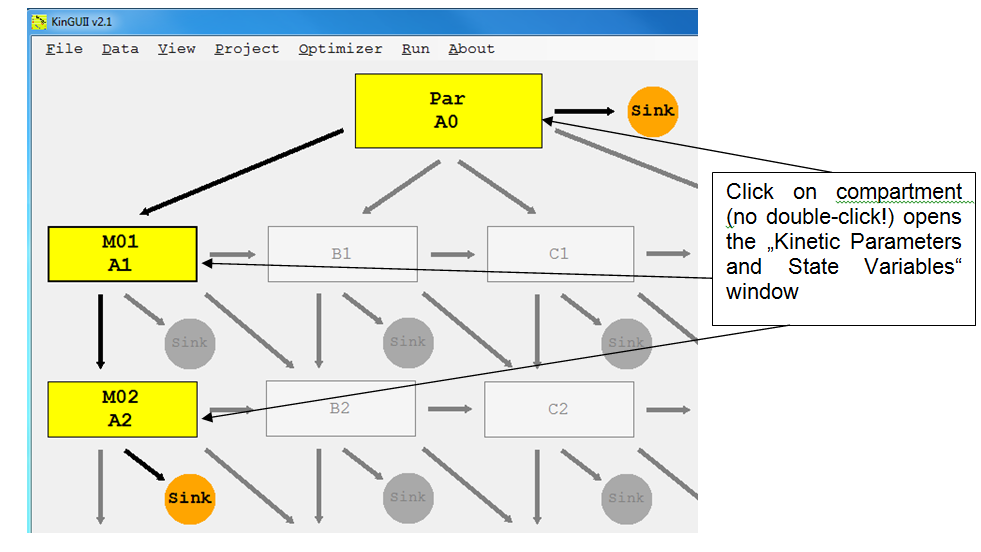 KinGUII v2.1
File Data View Project Optimizer Run About
Par
A0
Sink
Click on compartment
(no double-click!) opens
the „Kinetic Parameters
and State Variables“
window
M01
A1
B1
C1
Sink
Sink
Sink
M02
A2
B2
C2
Sink
Sink
Sink